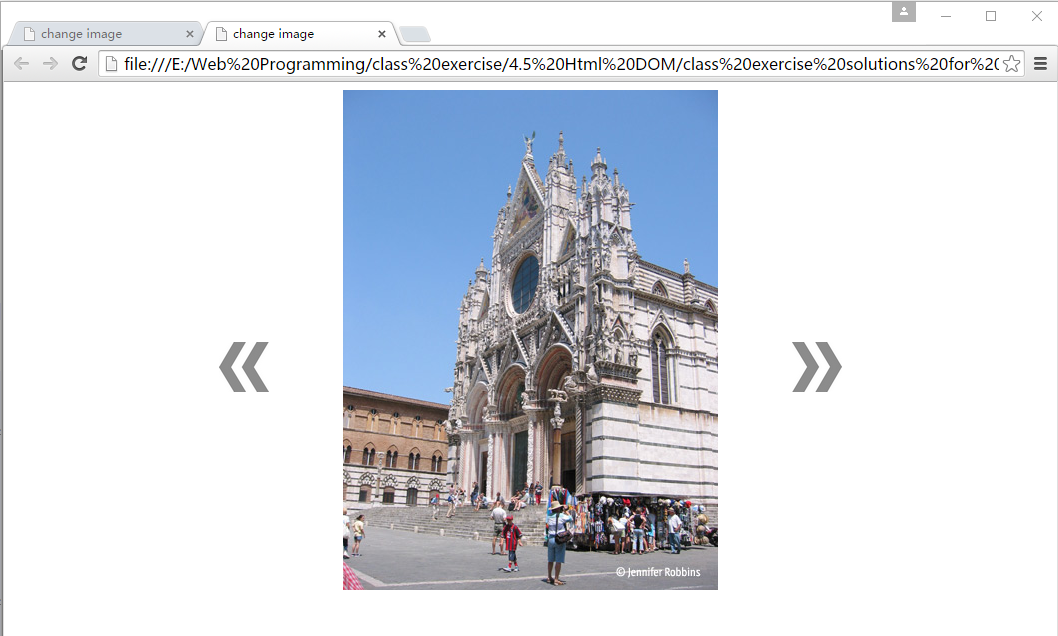 change image
change image
file:///E:/Web%20Programming/class%20exercise/4.5%20Html%20DOM/class%20exercise%20solutions%20for%20
© Jennifer Robbins